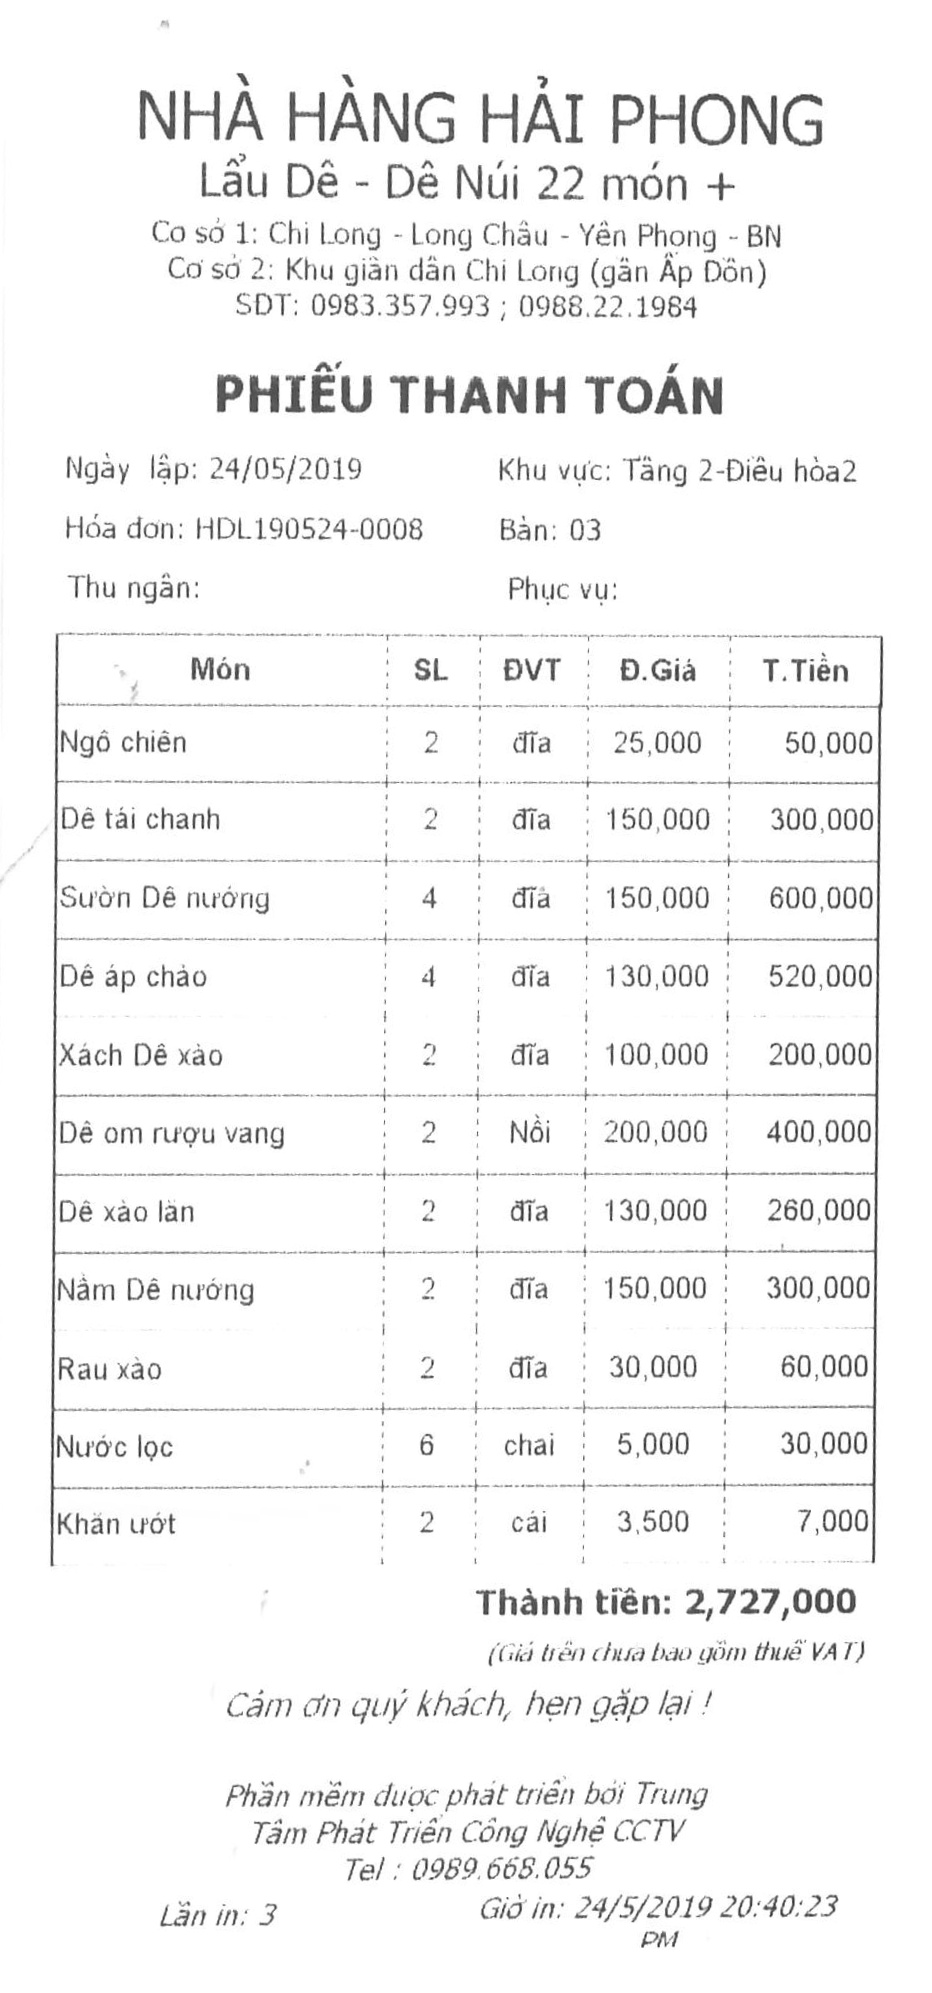 NHÀ HÀNG HẢI PHONG
Lẩu Dê - Dê Núi 22 món +
Cơ sở 1: Chi Long - Long Châu - Yên Phong - BN
Cơ sở 2: Khu giãn dân Chi Long (gần Ấp Đồn)
SĐT: 0983.357.993 ; 0988.22.1984
PHIẾU THANH TOÁN
Ngày lập: 24/05/2019 Khu vực: Tầng 2-Điều hòa2
Hóa đơn: HDL190524-0008 Bàn: 03
Thu ngân: Phục vụ:
Món SL ĐVT Đ.Giá T.Tiền
Ngô chiên 2 đĩa 25,000 50,000
Dê tái chanh 2 đĩa 150,000 300,000
Sườn Dê nướng 4 đĩa 150,000 600,000
Dê áp chảo 4 đĩa 130,000 520,000
Xách Dê xào 2 đĩa 100,000 200,000
Dê om rượu vang 2 Nồi 200,000 400,000
Dê xào lăn 2 đĩa 130,000 260,000
Nầm Dê nướng 2 đĩa 150,000 300,000
Rau xào 2 đĩa 30,000 60,000
Nước lọc 6 chai 5,000 30,000
Khăn ướt 2 cái 3,500 7,000
Thành tiền: 2,727,000
(Giá trên chưa bao gồm thuế VAT)
Cảm ơn quý khách, hẹn gặp lại !
Phần mềm được phát triển bởi Trung
Tâm Phát Triển Công Nghệ CCTV
Tel : 0989.668.055
Lần in: 3 Giờ in: 24/5/2019 20:40:23
PM